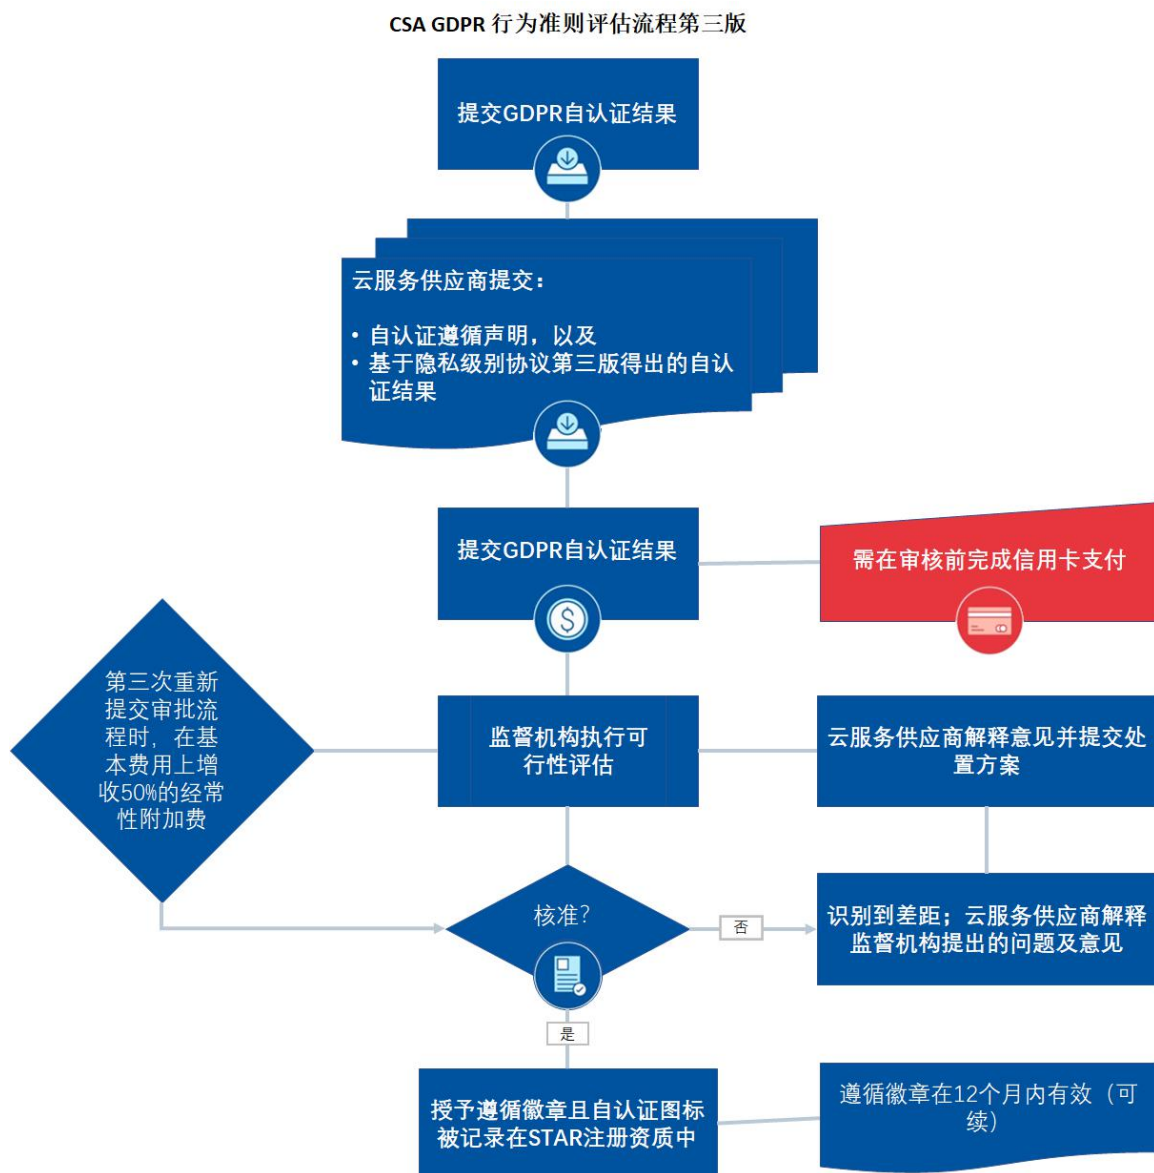 CSA GDPR 行为准则评估流程第三版
提交GDPR自认证结果
云服务供应商提交：
• 自认证遵循声明，以及
• 基于隐私级别协议第三版得出的自认
证结果
提交GDPR自认证结果
需在审核前完成信用卡支付
第三次重新
提交审批流
程时，在基
本费用上增
收50%的经常
性附加费
监督机构执行可
行性评估
云服务供应商解释意见并提交处
置方案
核准？
否
识别到差距；云服务供应商解释
监督机构提出的问题及意见
是
授予遵循徽章且自认证图标
被记录在STAR注册资质中
遵循徽章在12个月内有效（可
续）